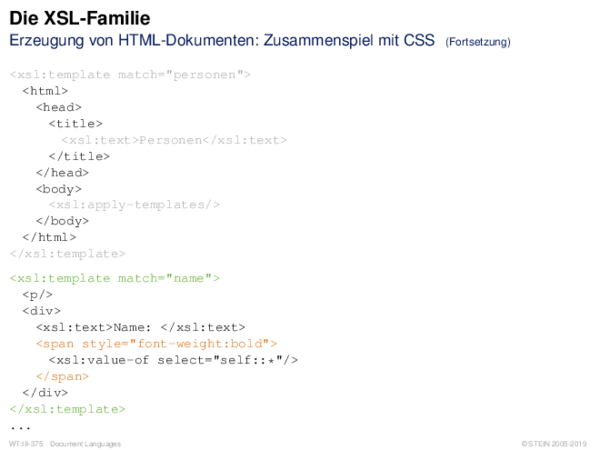 Die XSL-Familie
Erzeugung von HTML-Dokumenten: Zusammenspiel mit CSS (Fortsetzung)
<xsl:template match="personen">
  <html>
    <head>
      <title>
        <xsl:text>Personen</xsl:text>
      </title>
    </head>
    <body>
      <xsl:apply-templates/>
    </body>
  </html>
</xsl:template>
<xsl:template match="name">
  <p/>
  <div>
    <xsl:text>Name: </xsl:text>
    <span style="font-weight:bold">
      <xsl:value-of select="self::*"/>
    </span>
  </div>
</xsl:template>
...
WT:III-375 Document Languages © STEIN 2005-2019